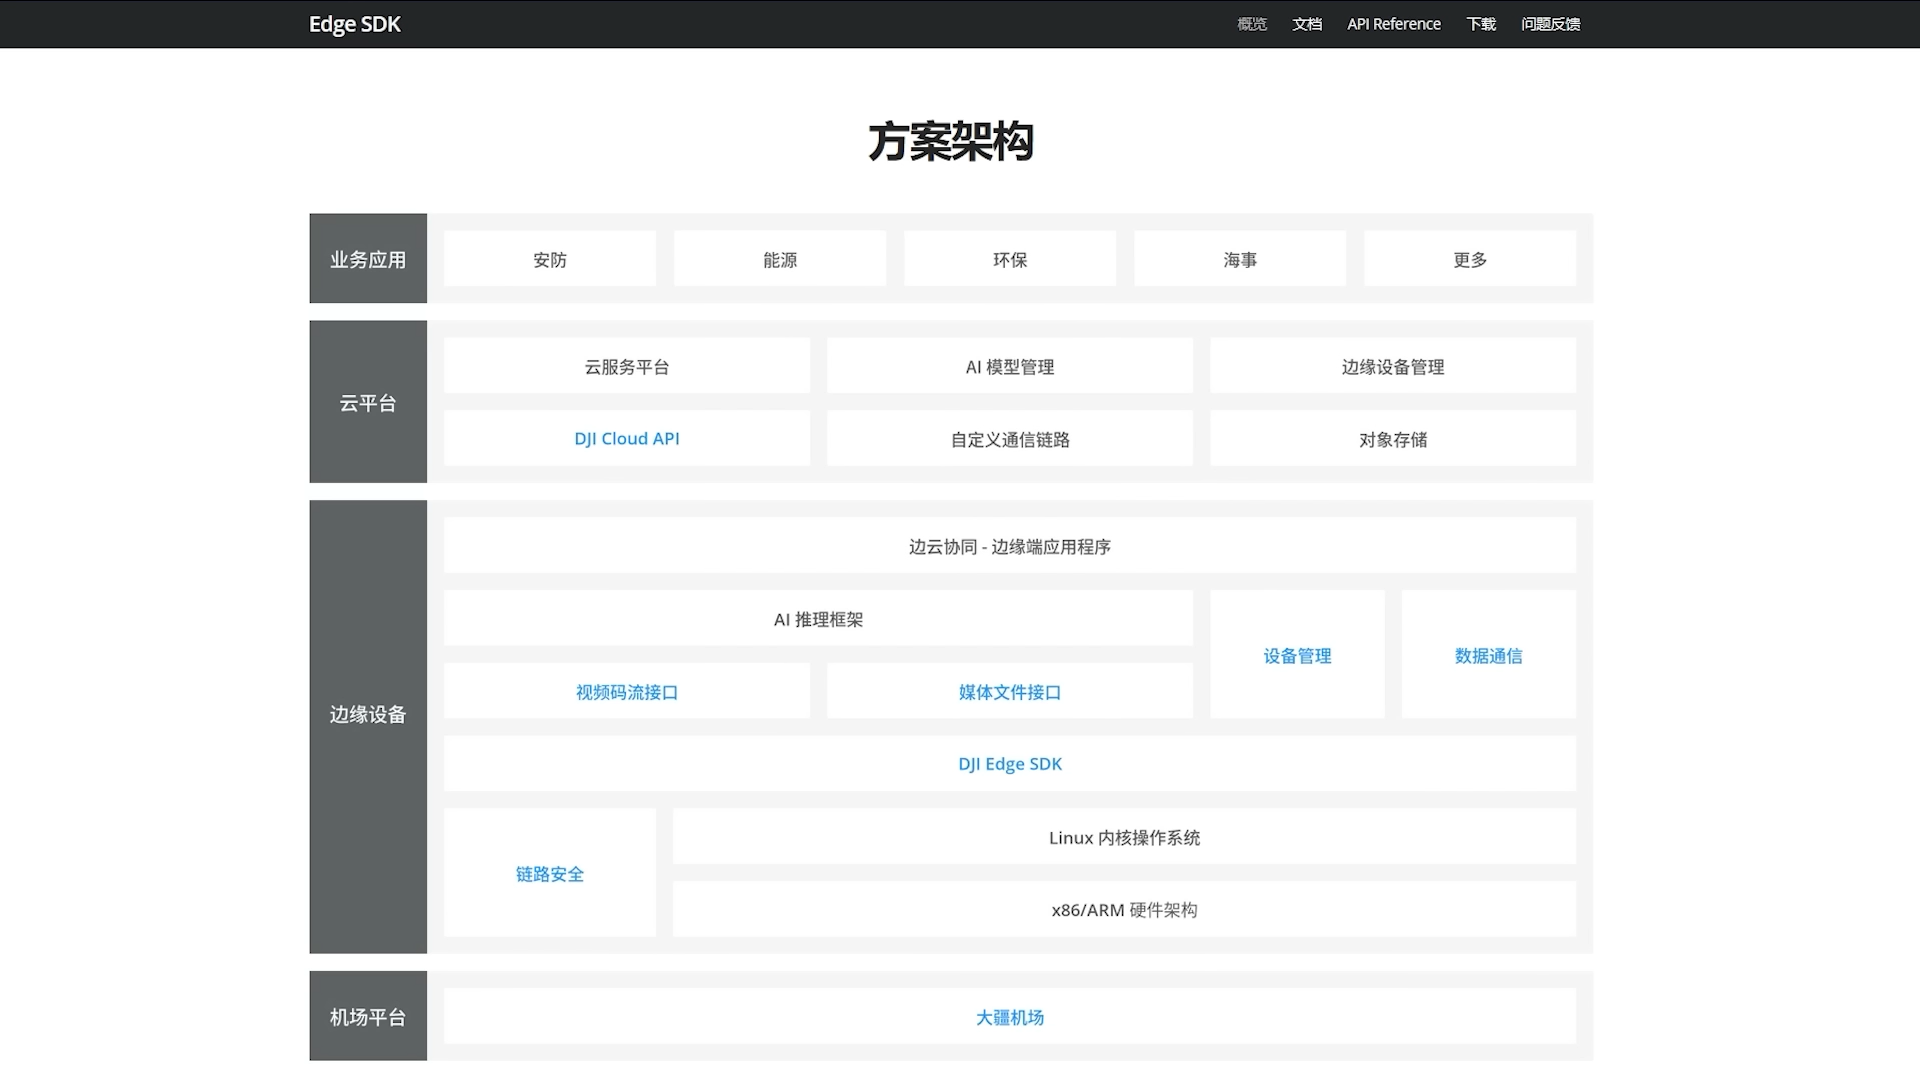 Edge SDK
概览 文档 API Reference 下载 问题反馈
方案架构
业务应用
安防 能源 环保 海事 更多
云平台
云服务平台 AI 模型管理 边缘设备管理
DJI Cloud API 自定义通信链路 对象存储
边缘设备
边云协同 - 边缘端应用程序
AI 推理框架
设备管理 数据通信
视频码流接口 媒体文件接口
DJI Edge SDK
链路安全
Linux 内核操作系统
x86/ARM 硬件架构
机场平台
大疆机场